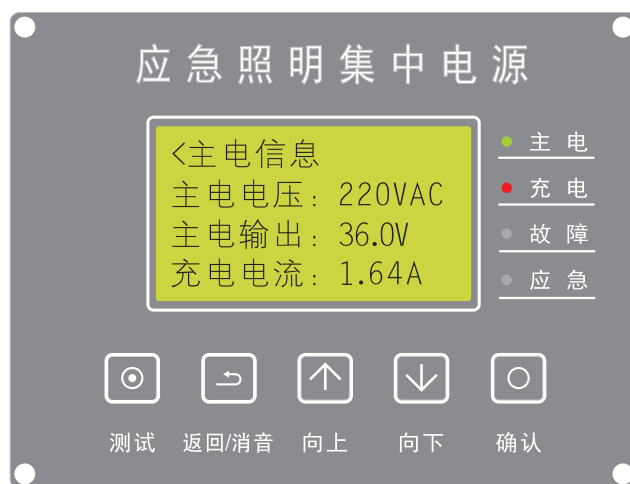 应急照明集中电源
<主电信息
主电电压：220VAC
主电输出：36.0V
充电电流：1.64A
主电
充电
故障
应急
测试 返回/消音 向上 向下 确认